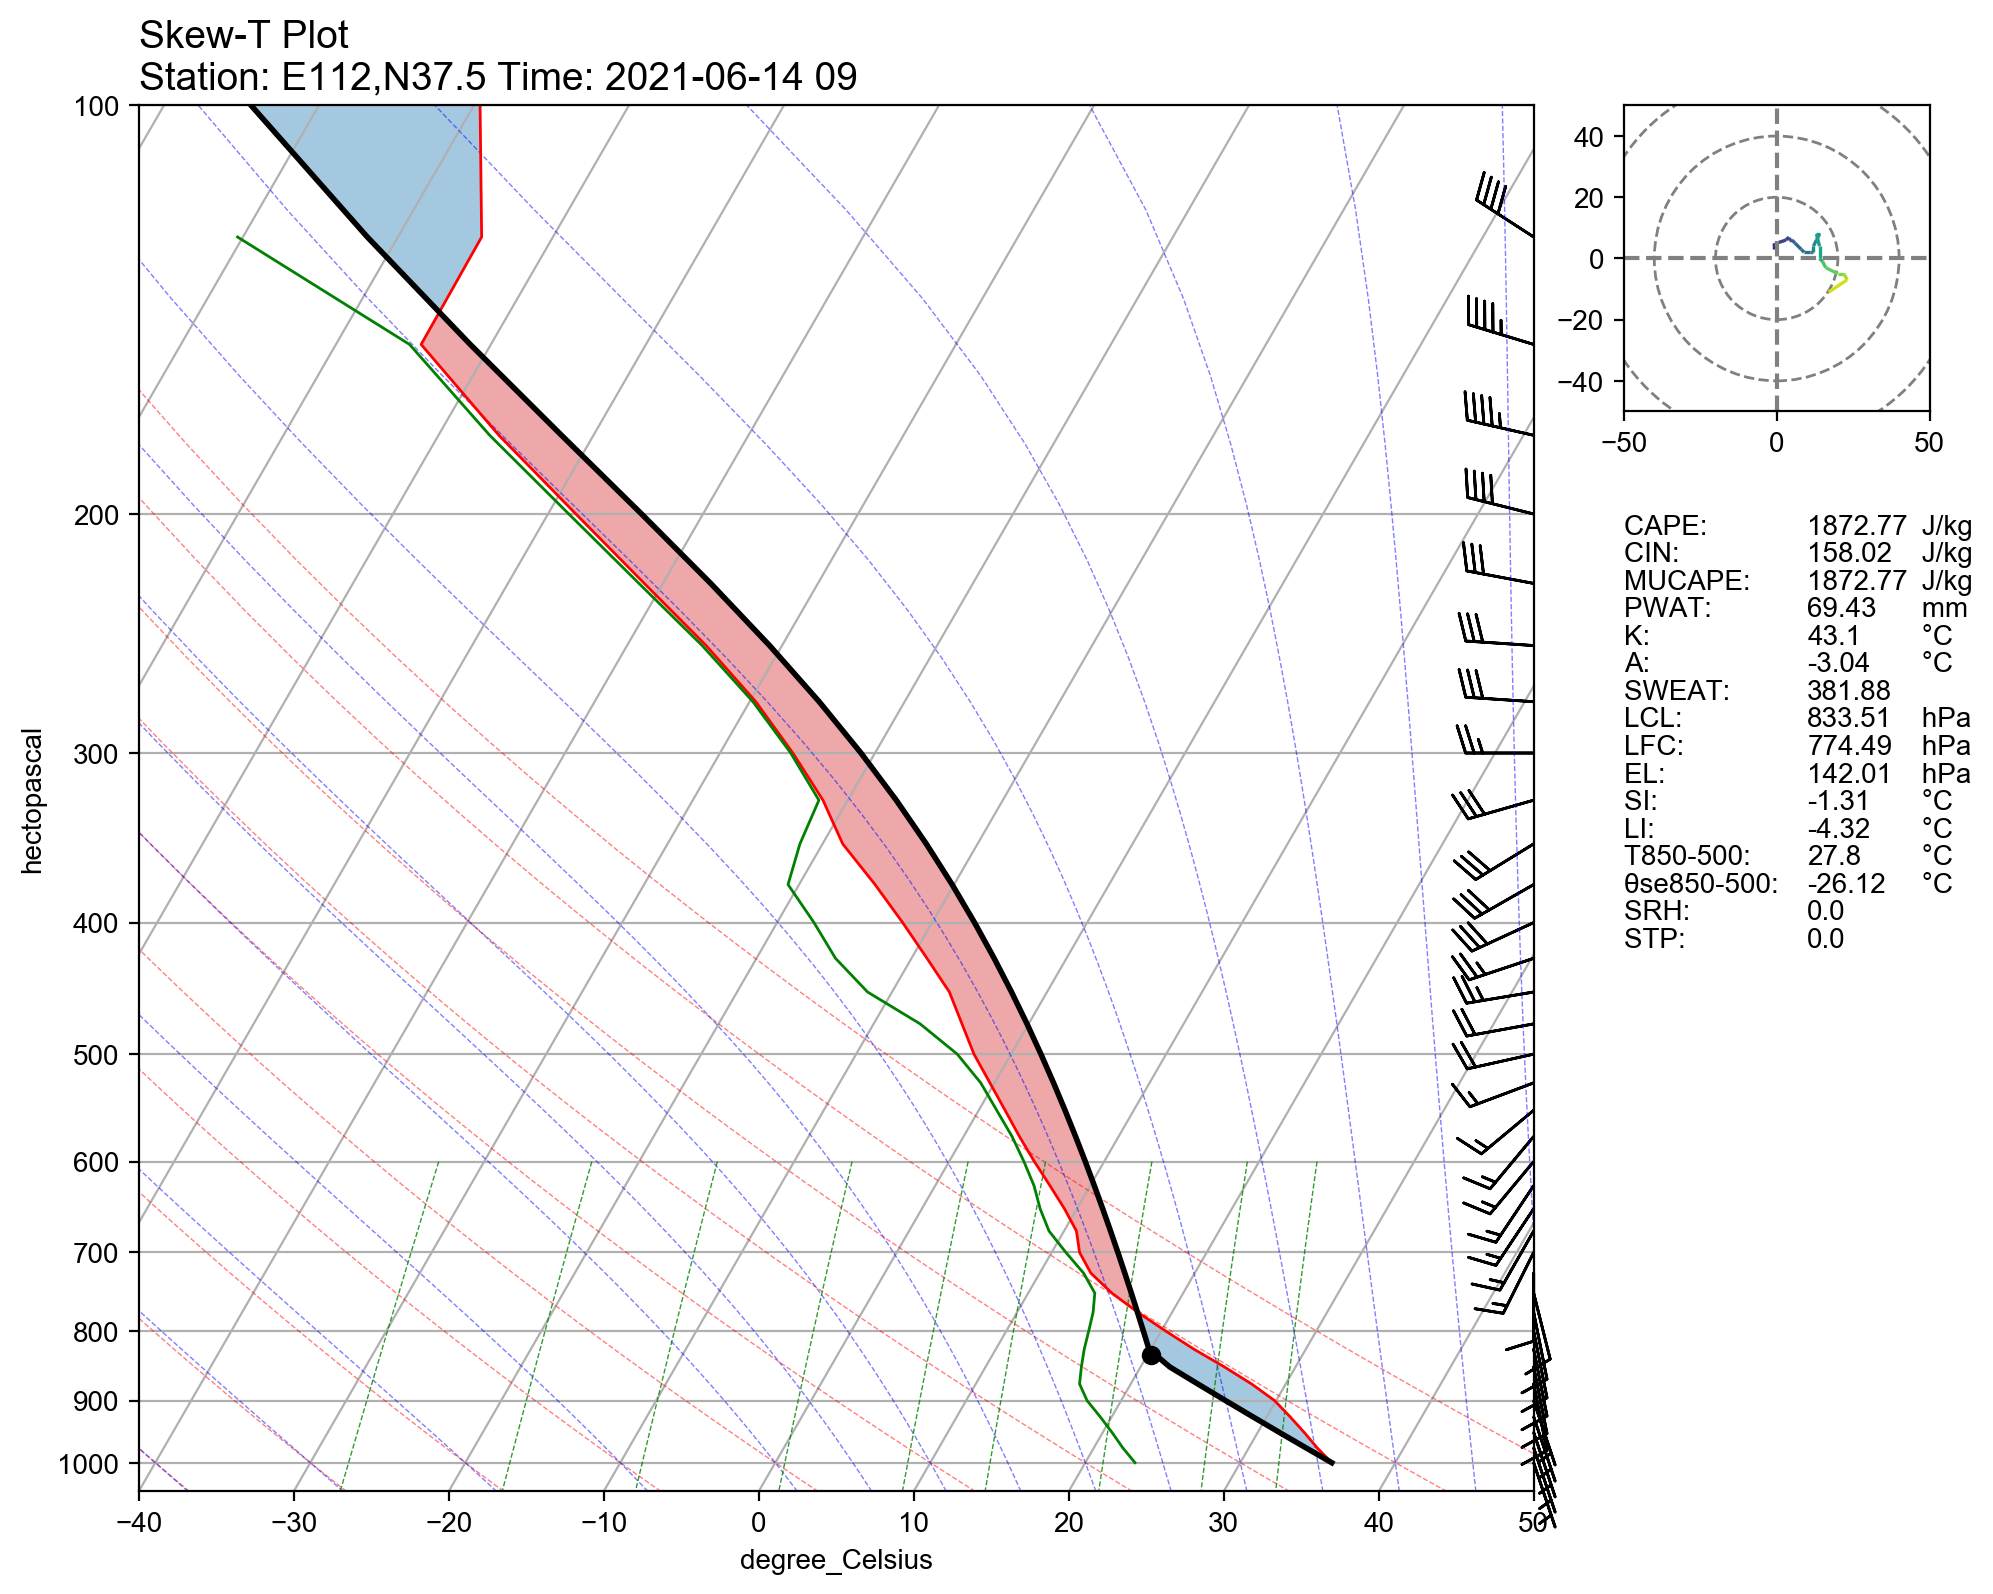 Skew-T Plot
Station: E112,N37.5 Time: 2021-06-14 09
100
200
300
400
500
600
700
800
900
1000
hectopascal
−40 −30 −20 −10 0 10 20 30 40 50
degree_Celsius
40
20
0
−20
−40
−50 0 50
CAPE: 1872.77 J/kg
CIN: 158.02 J/kg
MUCAPE: 1872.77 J/kg
PWAT: 69.43 mm
K: 43.1 °C
A: -3.04 °C
SWEAT: 381.88
LCL: 833.51 hPa
LFC: 774.49 hPa
EL: 142.01 hPa
SI: -1.31 °C
LI: -4.32 °C
T850-500: 27.8 °C
θse850-500: -26.12 °C
SRH: 0.0
STP: 0.0